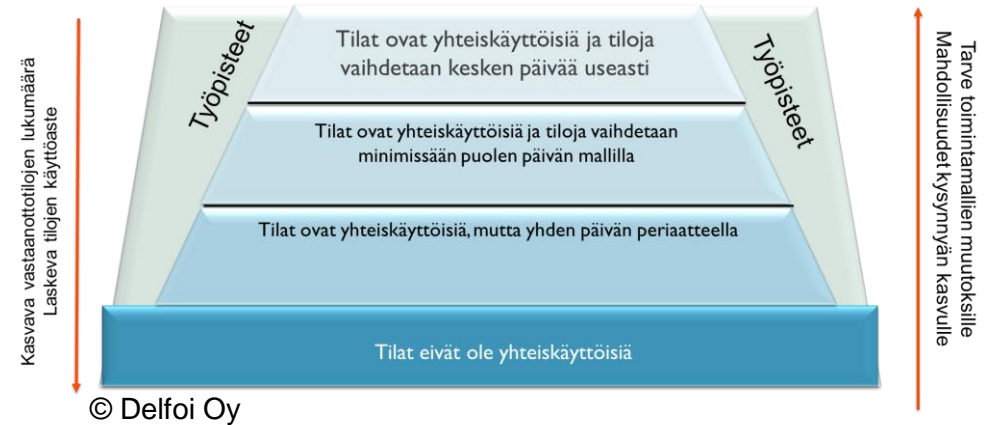 Kasvava vastaanottotilojen lukumäärä
Laskeva tilojen käyttöaste
Työpisteet
Tilat ovat yhteiskäyttöisiä ja tiloja
vaihdetaan kesken päivää useasti
Tilat ovat yhteiskäyttöisiä ja tiloja vaihdetaan
minimissään puolen päivän mallilla
Tilat ovat yhteiskäyttöisiä, mutta yhden päivän periaatteella
Tilat eivät ole yhteiskäyttöisiä
Työpisteet
Tarve toimintamallien muutoksille
Mahdollisuudet kysynnyän kasvulle
© Delfoi Oy